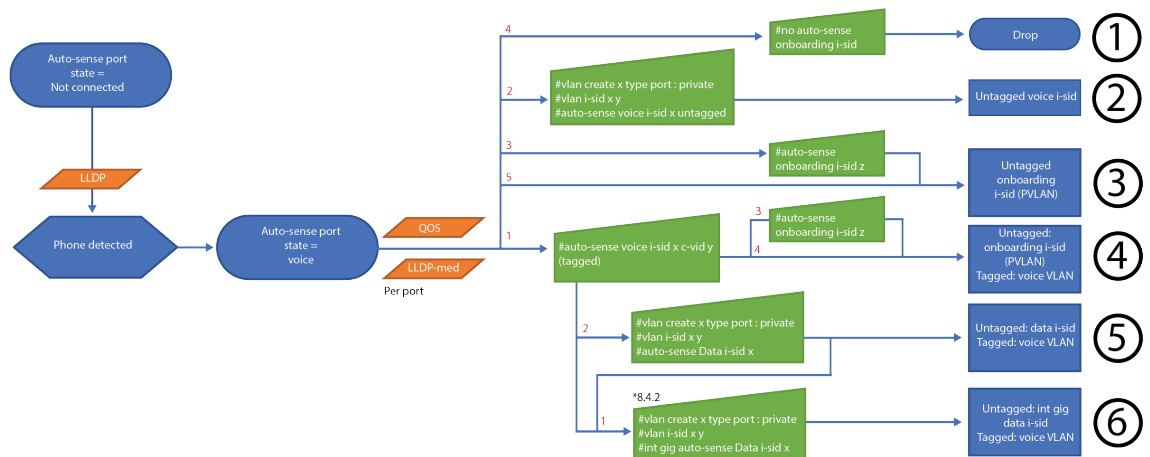 Auto-sense port
state =
Not connected
LLDP
Phone detected
Auto-sense port
state =
voice
QOS
LLDP-med
Per port
4
#no auto-sense
onboarding i-sid
Drop
1
2
#vlan create x type port : private
#vlan i-sid x y
#auto-sense voice i-sid x untagged
Untagged voice i-sid
2
3
#auto-sense
onboarding i-sid z
5
Untagged
onboarding
i-sid (PVLAN)
3
1
#auto-sense voice i-sid x c-vid y
(tagged)
3
#auto-sense
onboarding i-sid z
4
Untagged:
onboarding i-sid
(PVLAN)
Tagged: voice VLAN
4
2
#vlan create x type port : private
#vlan i-sid x y
#auto-sense Data i-sid x
Untagged: data i-sid
Tagged: voice VLAN
5
*8.4.2
1
#vlan create x type port : private
#vlan i-sid x y
#int gig auto-sense Data i-sid x
Untagged: int gig
data i-sid
Tagged: voice VLAN
6